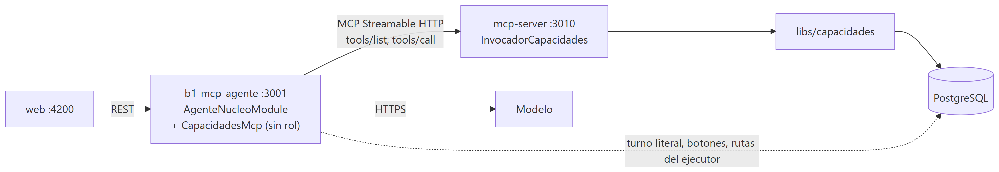 web :4200
REST
b1-mcp-agente :3001
AgenteNucleoModule
+ CapacidadesMcp (sin rol)
MCP Streamable HTTP
tools/list, tools/call
mcp-server :3010
InvocadorCapacidades
libs/capacidades
HTTPS
Modelo
PostgreSQL
turno literal, botones, rutas
del ejecutor